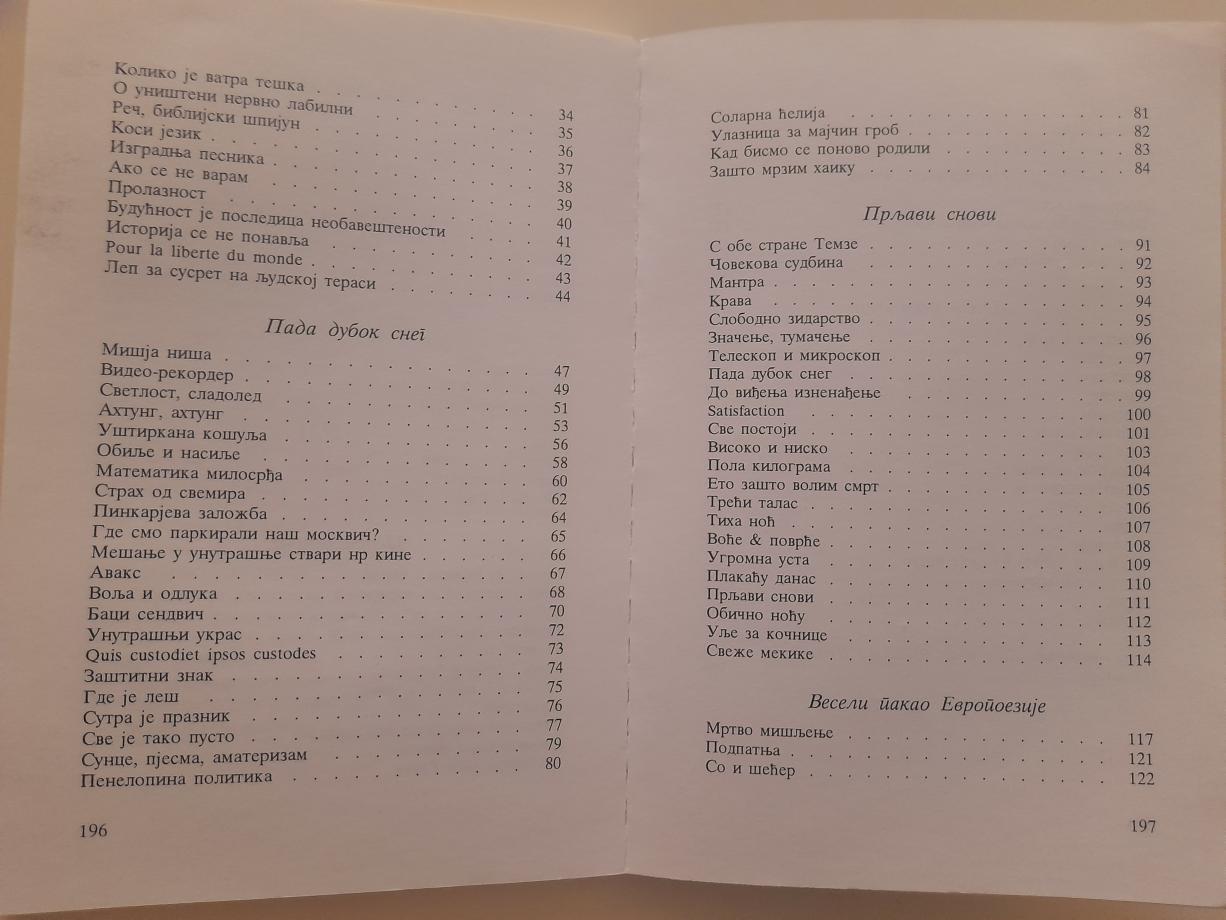 Колико је ватра тешка . . . . . . . . . . 34
О уништени нервно лабилни . . . . . . . . 35
Реч, библијски шпијун . . . . . . . . . . 36
Коси језик . . . . . . . . . . . . . . . 37
Изградња песника . . . . . . . . . . . . 38
Ако се не варам . . . . . . . . . . . . 39
Пролазност . . . . . . . . . . . . . . . 40
Будућност је последица необавештености . . . . 41
Историја се не понавља . . . . . . . . . 42
Pour la liberte du monde . . . . . . . . . 43
Леп за сусрет на људској тераси . . . . . . 44
Пада дубок снег
Мишја ниша . . . . . . . . . . . . . . 47
Видео-рекордер . . . . . . . . . . . . . 49
Светлост, сладолед . . . . . . . . . . . 51
Ахтунг, ахтунг . . . . . . . . . . . . . 53
Уштиркана кошуља . . . . . . . . . . . 56
Обиље и насиље . . . . . . . . . . . . 58
Математика милосрђа . . . . . . . . . . 60
Страх од свемира . . . . . . . . . . . . 62
Пинкарјева заложба . . . . . . . . . . . 64
Где смо паркирали наш москвич? . . . . . . 65
Мешање у унутрашње ствари нр кине . . . . . 66
Авакс . . . . . . . . . . . . . . . . 67
Воља и одлука . . . . . . . . . . . . . 68
Баци сендвич . . . . . . . . . . . . . . 70
Унутрашњи украс . . . . . . . . . . . . 72
Quis custodiet ipsos custodes . . . . . . . . 73
Заштитни знак . . . . . . . . . . . . . 74
Где је леш . . . . . . . . . . . . . . 75
Сутра је празник . . . . . . . . . . . . 76
Све је тако пусто . . . . . . . . . . . . 77
Сунце, пјесма, аматеризам . . . . . . . . 79
Пенелопина политика . . . . . . . . . . 80
196
Соларна ћелија . . . . . . . . . . . . . 81
Улазница за мајчин гроб . . . . . . . . . . 82
Кад бисмо се поново родили . . . . . . . . 83
Зашто мрзим хаику . . . . . . . . . . . . 84
Прљави снови
С обе стране Темзе . . . . . . . . . . . . 91
Човекова судбина . . . . . . . . . . . . 92
Мантра . . . . . . . . . . . . . . . . 93
Крава . . . . . . . . . . . . . . . . 94
Слободно зидарство . . . . . . . . . . . . 95
Значење, тумачење . . . . . . . . . . . . 96
Телескоп и микроскоп . . . . . . . . . . . 97
Пада дубок снег . . . . . . . . . . . . . 98
До виђења изненађење . . . . . . . . . . . 99
Satisfaction . . . . . . . . . . . . . . 100
Све постоји . . . . . . . . . . . . . . 101
Високо и ниско . . . . . . . . . . . . . 103
Пола килограма . . . . . . . . . . . . . 104
Ето зашто волим смрт . . . . . . . . . . . 105
Трећи талас . . . . . . . . . . . . . . 106
Тиха ноћ . . . . . . . . . . . . . . . 107
Воће & поврће . . . . . . . . . . . . . 108
Угромна уста . . . . . . . . . . . . . . 109
Плакаћу данас . . . . . . . . . . . . . 110
Прљави снови . . . . . . . . . . . . . . 111
Обично ноћу . . . . . . . . . . . . . . 112
Уље за кочнице . . . . . . . . . . . . . 113
Свеже мекике . . . . . . . . . . . . . . 114
Весели пакао Европоезије
Мртво мишљење . . . . . . . . . . . . . 117
Подпатња . . . . . . . . . . . . . . . 121
Со и шећер . . . . . . . . . . . . . . 122
197